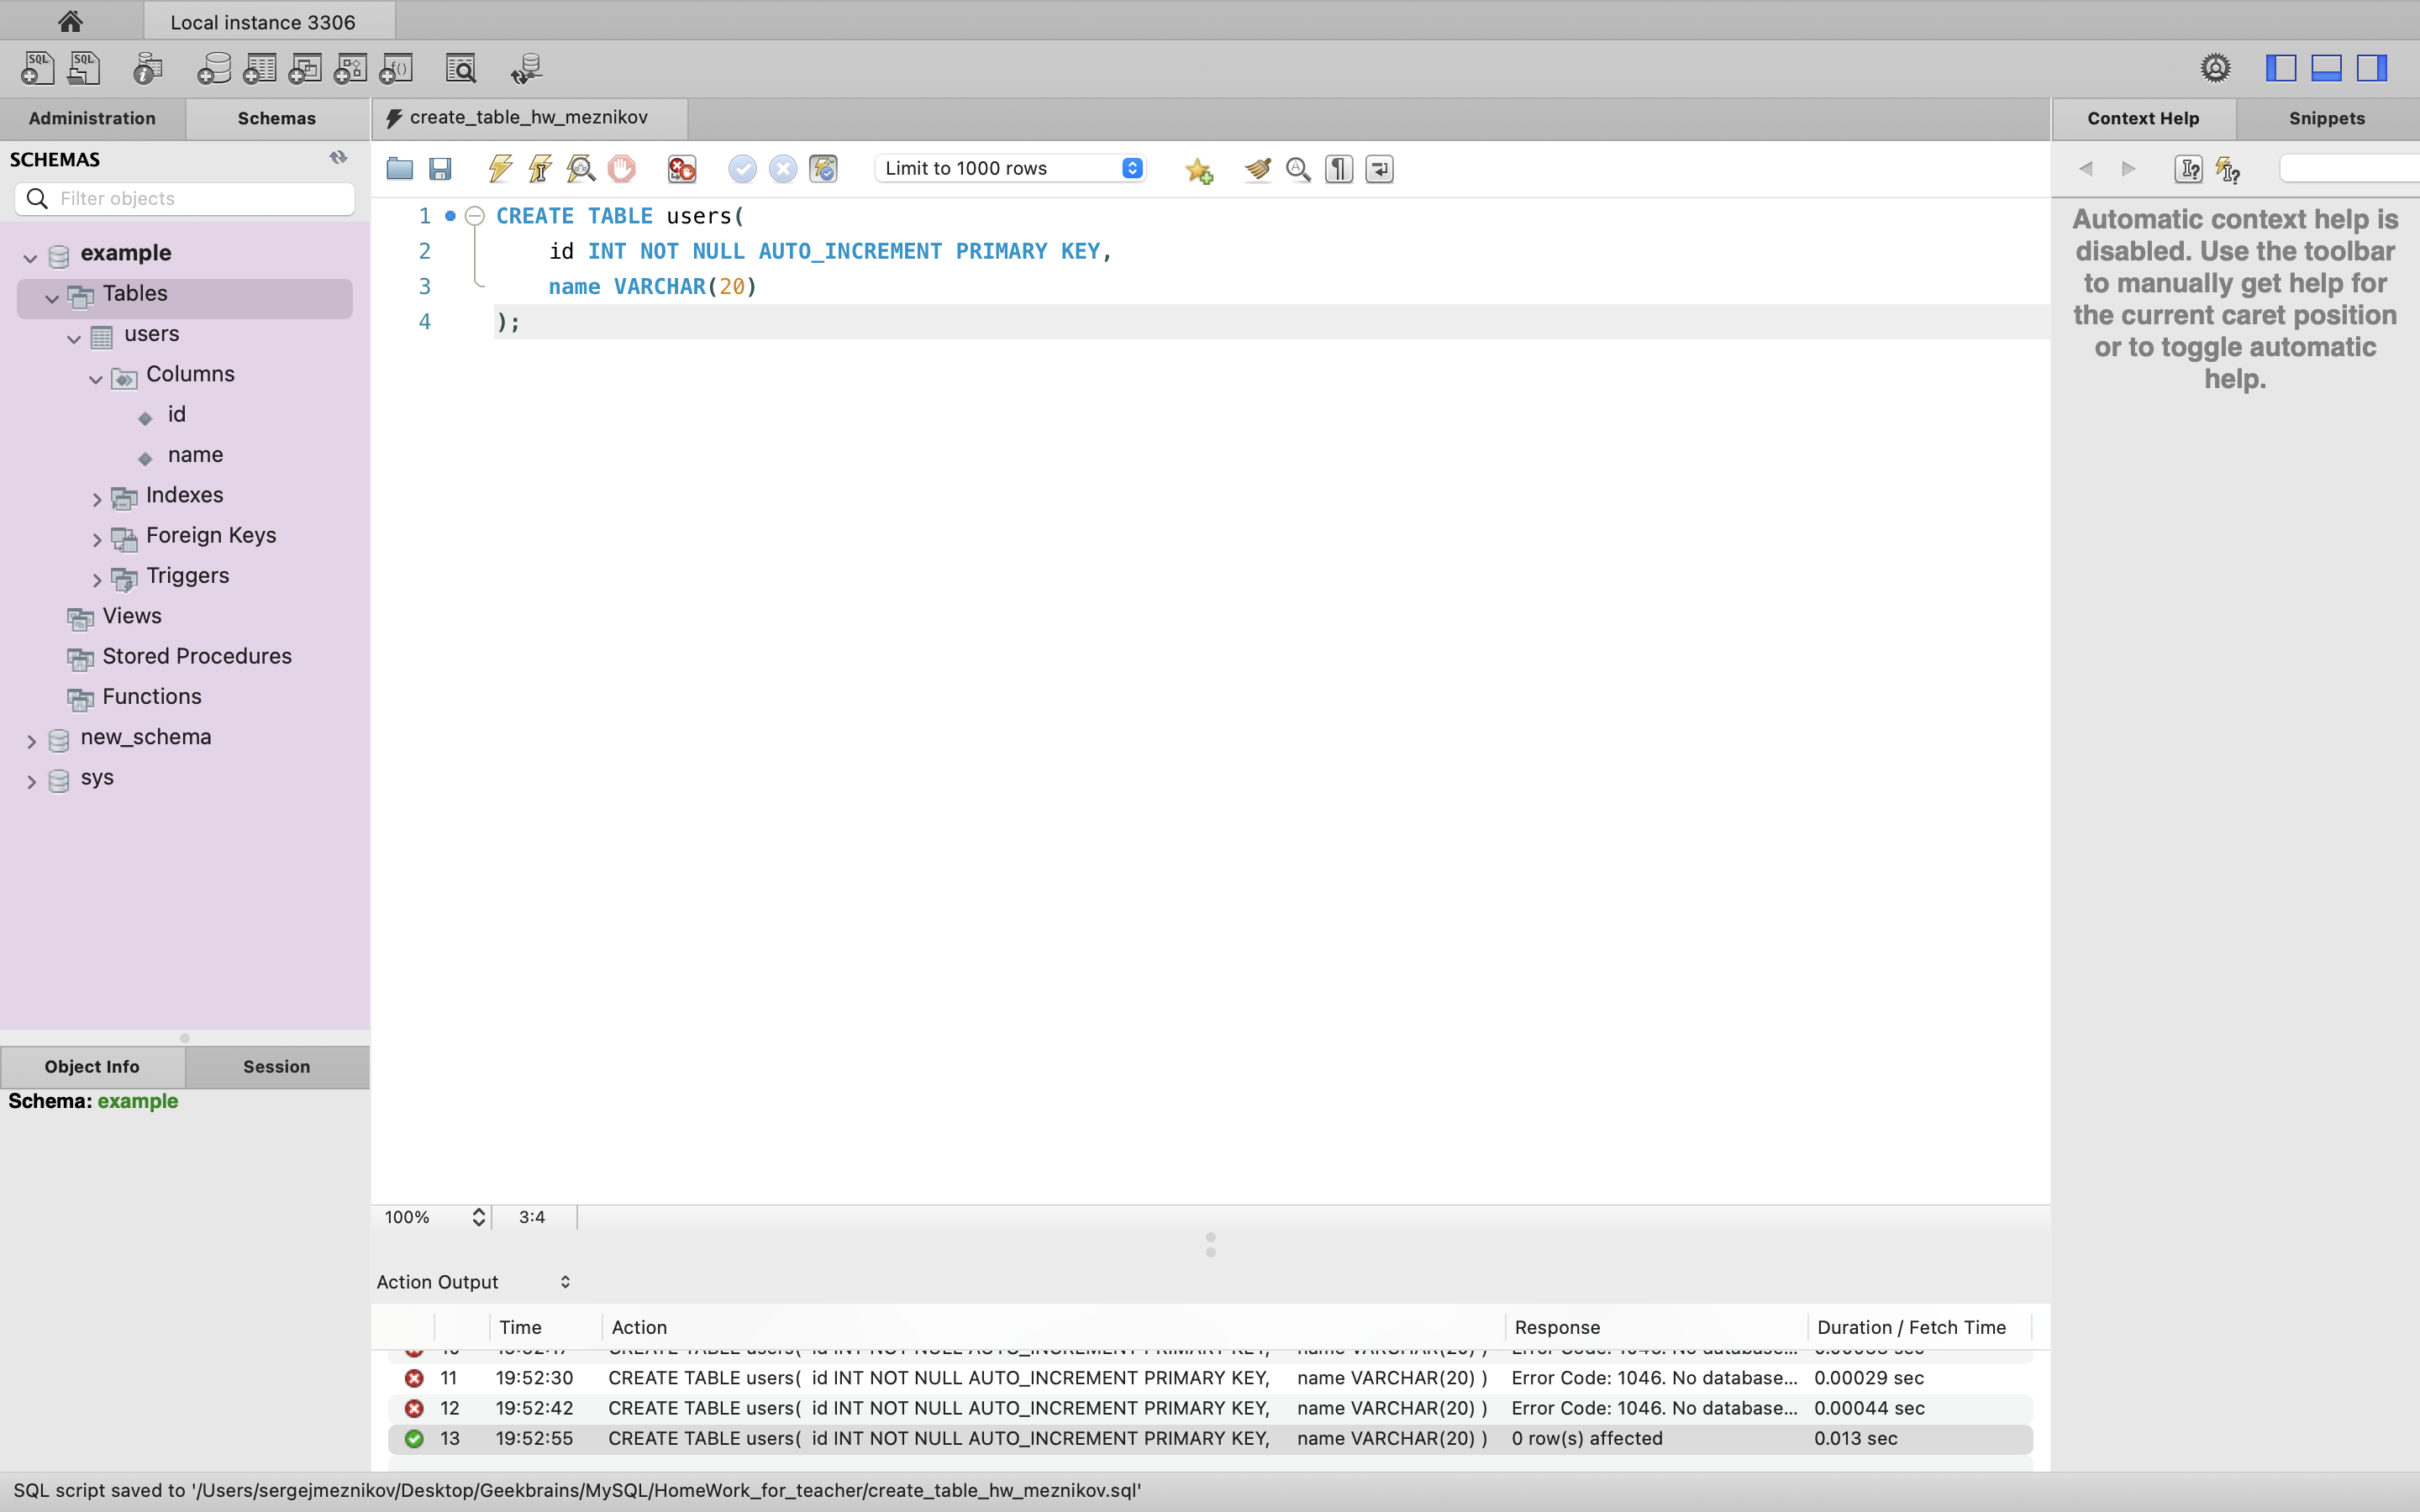 Local instance 3306
Administration
Schemas
create_table_hw_meznikov
Context Help
Snippets
SCHEMAS
Filter objects
Limit to 1000 rows
example
Tables
users
Columns
id
name
Indexes
Foreign Keys
Triggers
Views
Stored Procedures
Functions
new_schema
sys
1 CREATE TABLE users(
2 id INT NOT NULL AUTO_INCREMENT PRIMARY KEY,
3 name VARCHAR(20)
4 );
Automatic context help is
disabled. Use the toolbar
to manually get help for
the current caret position
or to toggle automatic
help.
Object Info
Session
Schema: example
100% 3:4
Action Output
Time Action Response Duration / Fetch Time
11 19:52:30 CREATE TABLE users( id INT NOT NULL AUTO_INCREMENT PRIMARY KEY, name VARCHAR(20) ) Error Code: 1046. No database... 0.00029 sec
12 19:52:42 CREATE TABLE users( id INT NOT NULL AUTO_INCREMENT PRIMARY KEY, name VARCHAR(20) ) Error Code: 1046. No database... 0.00044 sec
13 19:52:55 CREATE TABLE users( id INT NOT NULL AUTO_INCREMENT PRIMARY KEY, name VARCHAR(20) ) 0 row(s) affected 0.013 sec
SQL script saved to '/Users/sergejmeznikov/Desktop/Geekbrains/MySQL/HomeWork_for_teacher/create_table_hw_meznikov.sql'